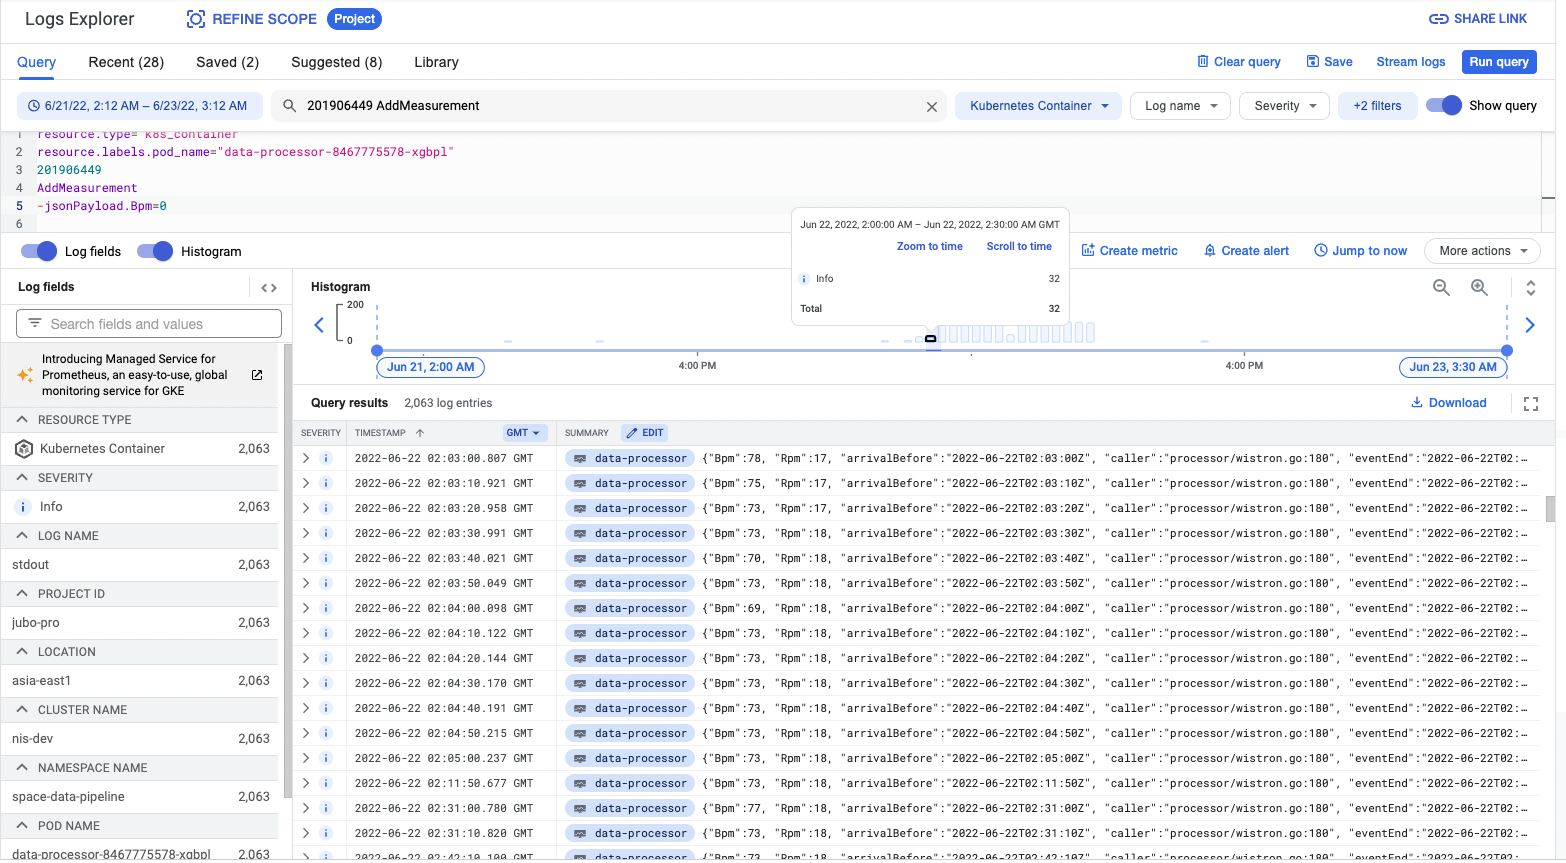 Logs Explorer REFINE SCOPE Project SHARE LINK
Query Recent (28) Saved (2) Suggested (8) Library Clear query Save Stream logs Run query
6/21/22, 2:12 AM – 6/23/22, 3:12 AM 201906449 AddMeasurement Kubernetes Container Log name Severity +2 filters Show query
1 resource.type="k8s_container"
2 resource.labels.pod_name="data-processor-8467775578-xgbpl"
3 201906449
4 AddMeasurement
5 -jsonPayload.Bpm=0
6
Jun 22, 2022, 2:00:00 AM – Jun 22, 2022, 2:30:00 AM GMT
Zoom to time Scroll to time
Info 32
Total 32
Log fields Histogram Create metric Create alert Jump to now More actions
Log fields
Search fields and values
Introducing Managed Service for
Prometheus, an easy-to-use, global
monitoring service for GKE
RESOURCE TYPE
Kubernetes Container 2,063
SEVERITY
Info 2,063
LOG NAME
stdout 2,063
PROJECT ID
jubo-pro 2,063
LOCATION
asia-east1 2,063
CLUSTER NAME
nis-dev 2,063
NAMESPACE NAME
space-data-pipeline 2,063
POD NAME
data-processor-8467775578-xgbpl 2,063
Histogram
200
0
Jun 21, 2:00 AM 4:00 PM 4:00 PM Jun 23, 3:30 AM
Query results 2,063 log entries Download
SEVERITY TIMESTAMP GMT SUMMARY EDIT
2022-06-22 02:03:00.807 GMT data-processor {"Bpm":78, "Rpm":17, "arrivalBefore":"2022-06-22T02:03:00Z", "caller":"processor/wistron.go:180", "eventEnd":"2022-06-22T02:…
2022-06-22 02:03:10.921 GMT data-processor {"Bpm":75, "Rpm":17, "arrivalBefore":"2022-06-22T02:03:10Z", "caller":"processor/wistron.go:180", "eventEnd":"2022-06-22T02:…
2022-06-22 02:03:20.958 GMT data-processor {"Bpm":73, "Rpm":17, "arrivalBefore":"2022-06-22T02:03:20Z", "caller":"processor/wistron.go:180", "eventEnd":"2022-06-22T02:…
2022-06-22 02:03:30.991 GMT data-processor {"Bpm":73, "Rpm":18, "arrivalBefore":"2022-06-22T02:03:30Z", "caller":"processor/wistron.go:180", "eventEnd":"2022-06-22T02:…
2022-06-22 02:03:40.021 GMT data-processor {"Bpm":70, "Rpm":18, "arrivalBefore":"2022-06-22T02:03:40Z", "caller":"processor/wistron.go:180", "eventEnd":"2022-06-22T02:…
2022-06-22 02:03:50.049 GMT data-processor {"Bpm":73, "Rpm":18, "arrivalBefore":"2022-06-22T02:03:50Z", "caller":"processor/wistron.go:180", "eventEnd":"2022-06-22T02:…
2022-06-22 02:04:00.098 GMT data-processor {"Bpm":69, "Rpm":18, "arrivalBefore":"2022-06-22T02:04:00Z", "caller":"processor/wistron.go:180", "eventEnd":"2022-06-22T02:…
2022-06-22 02:04:10.122 GMT data-processor {"Bpm":73, "Rpm":18, "arrivalBefore":"2022-06-22T02:04:10Z", "caller":"processor/wistron.go:180", "eventEnd":"2022-06-22T02:…
2022-06-22 02:04:20.144 GMT data-processor {"Bpm":73, "Rpm":18, "arrivalBefore":"2022-06-22T02:04:20Z", "caller":"processor/wistron.go:180", "eventEnd":"2022-06-22T02:…
2022-06-22 02:04:30.170 GMT data-processor {"Bpm":73, "Rpm":18, "arrivalBefore":"2022-06-22T02:04:30Z", "caller":"processor/wistron.go:180", "eventEnd":"2022-06-22T02:…
2022-06-22 02:04:40.191 GMT data-processor {"Bpm":73, "Rpm":18, "arrivalBefore":"2022-06-22T02:04:40Z", "caller":"processor/wistron.go:180", "eventEnd":"2022-06-22T02:…
2022-06-22 02:04:50.215 GMT data-processor {"Bpm":73, "Rpm":18, "arrivalBefore":"2022-06-22T02:04:50Z", "caller":"processor/wistron.go:180", "eventEnd":"2022-06-22T02:…
2022-06-22 02:05:00.237 GMT data-processor {"Bpm":73, "Rpm":18, "arrivalBefore":"2022-06-22T02:05:00Z", "caller":"processor/wistron.go:180", "eventEnd":"2022-06-22T02:…
2022-06-22 02:11:50.677 GMT data-processor {"Bpm":73, "Rpm":18, "arrivalBefore":"2022-06-22T02:11:50Z", "caller":"processor/wistron.go:180", "eventEnd":"2022-06-22T02:…
2022-06-22 02:31:00.780 GMT data-processor {"Bpm":77, "Rpm":18, "arrivalBefore":"2022-06-22T02:31:00Z", "caller":"processor/wistron.go:180", "eventEnd":"2022-06-22T02:…
2022-06-22 02:31:10.820 GMT data-processor {"Bpm":73, "Rpm":18, "arrivalBefore":"2022-06-22T02:31:10Z", "caller":"processor/wistron.go:180", "eventEnd":"2022-06-22T02:…
2022-06-22 02:42:10.100 GMT data-processor {"Bpm":73, "Rpm":18, "arrivalBefore":"2022-06-22T02:42:10Z", "caller":"processor/wistron.go:180", "eventEnd":"2022-06-22T02:…